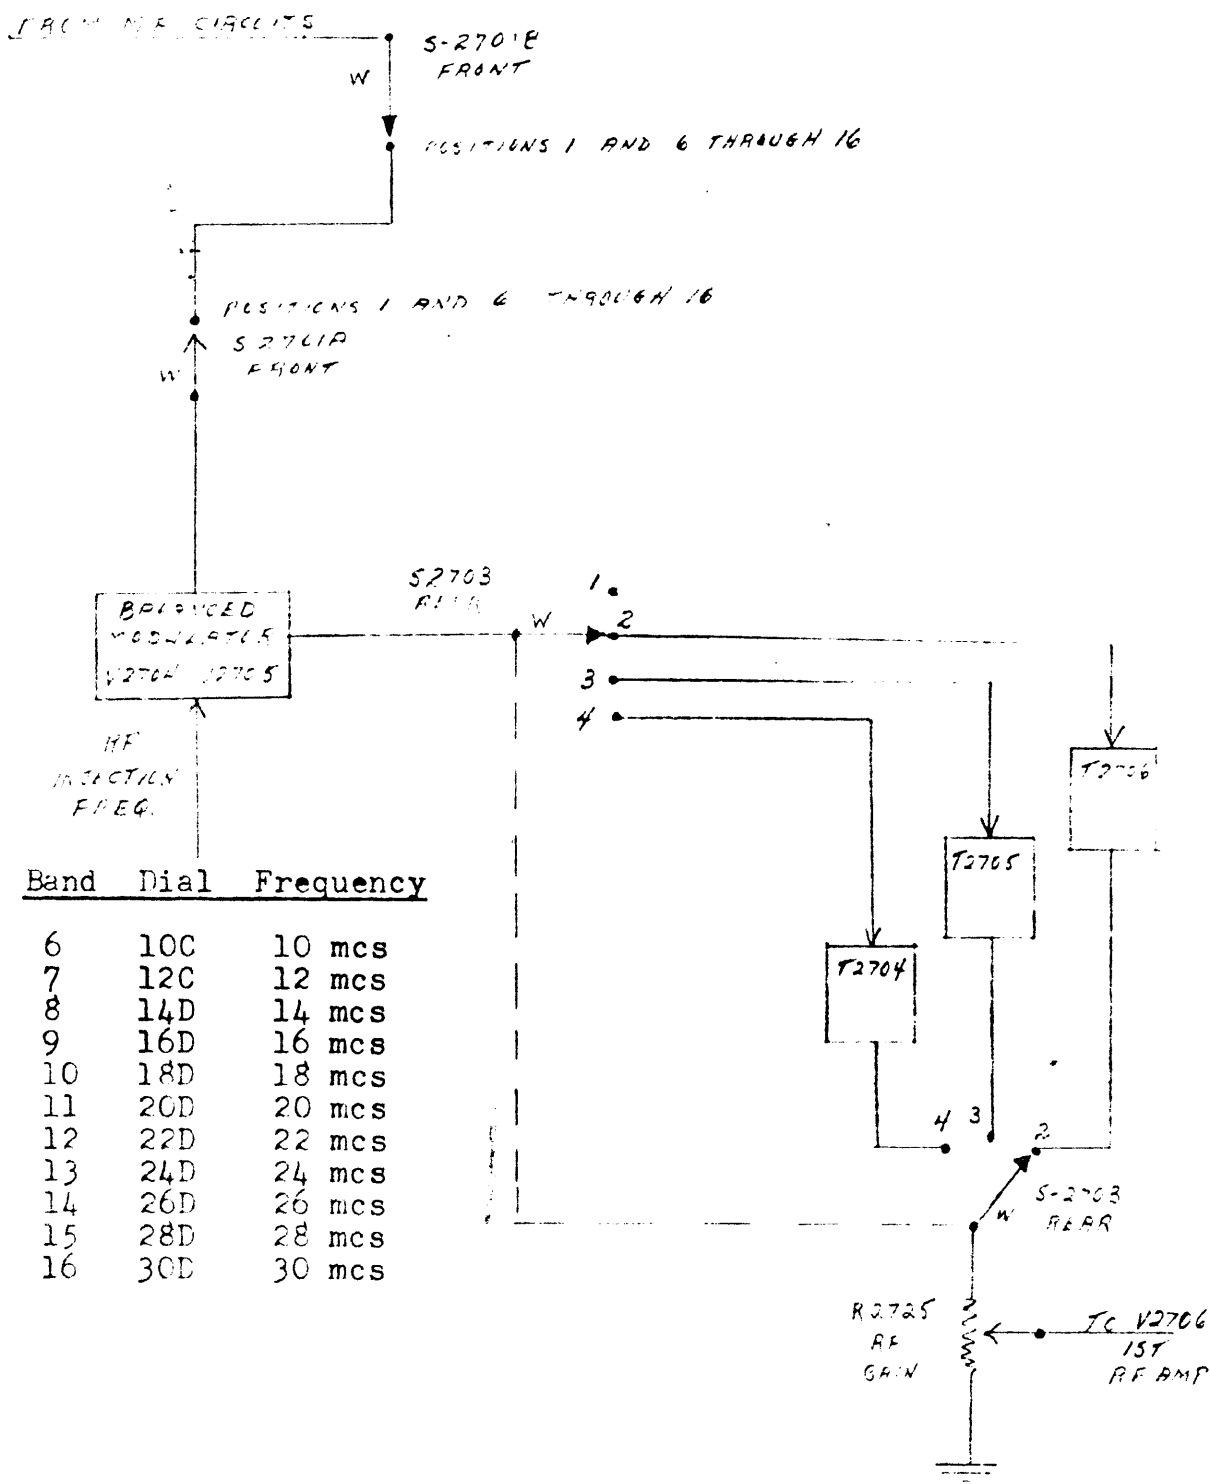 FROM M.F. CIRCUITS
S-2701E
FRONT
W
POSITIONS 1 AND 6 THROUGH 16
POSITIONS 1 AND 6 THROUGH 16
S2701A
FRONT
W
S2703
REAR
W
1
2
3
4
BALANCED
MODULATOR
V2704 V2705
RF
INJECTION
FREQ.
T2706
T2705
T2704
Band Dial Frequency
6 10C 10 mcs
7 12C 12 mcs
8 14D 14 mcs
9 16D 16 mcs
10 18D 18 mcs
11 20D 20 mcs
12 22D 22 mcs
13 24D 24 mcs
14 26D 26 mcs
15 28D 28 mcs
16 30D 30 mcs
4
3
2
S-2703
REAR
W
R2725
RF
GAIN
TO V2706
1ST
RF AMP